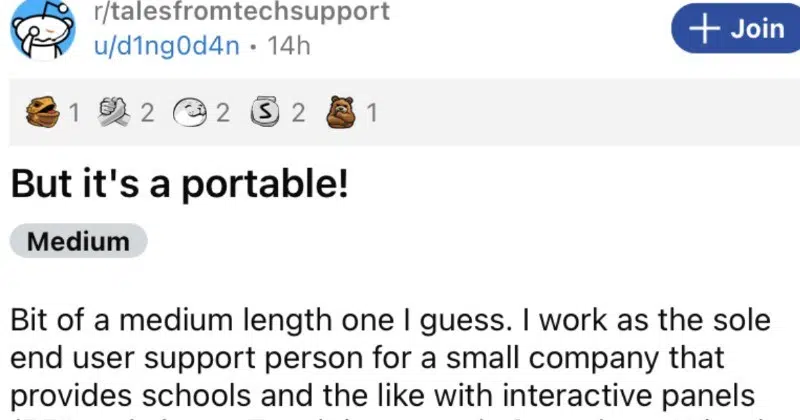 r/talesfromtechsupport
u/d1ng0d4n • 14h
+ Join
1 2 2 S 2 1
But it's a portable!
Medium
Bit of a medium length one I guess. I work as the sole
end user support person for a small company that
provides schools and the like with interactive panels